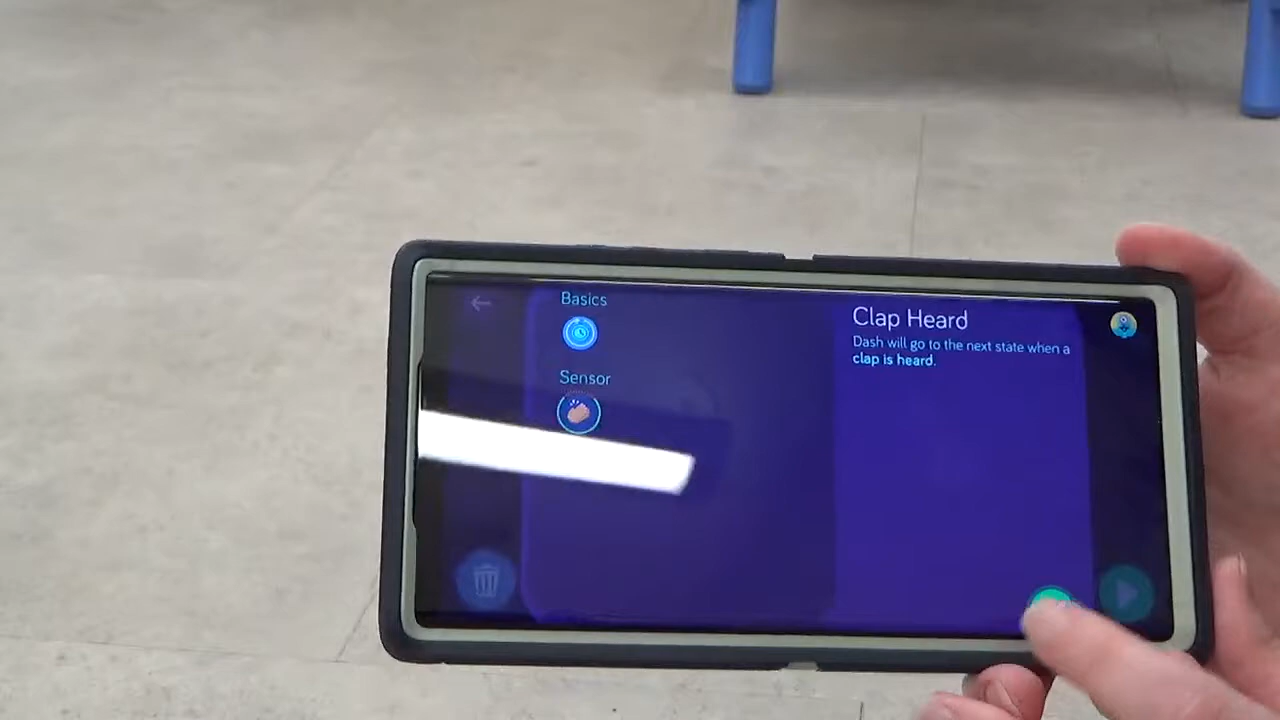 Basics
Sensor
Clap Heard
Dash will go to the next state when a
clap is heard.